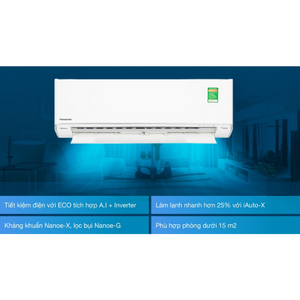 Panasonic
Tiết kiệm điện với ECO tích hợp A.I + Inverter
Làm lạnh nhanh hơn 25% với iAuto-X
Kháng khuẩn Nanoe-X, lọc bụi Nanoe-G
Phù hợp phòng dưới 15 m2